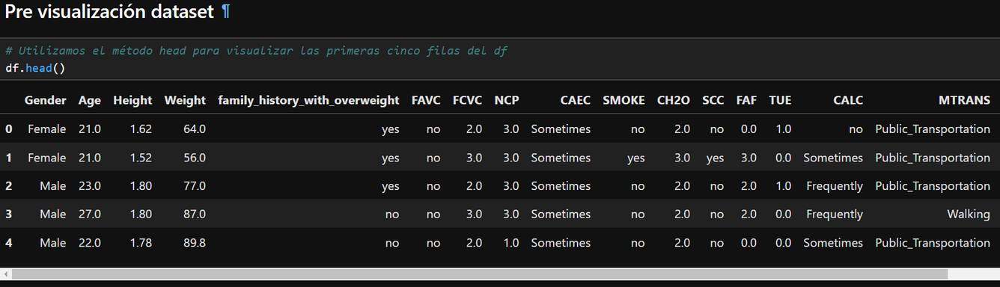 Pre visualización dataset ¶
# Utilizamos el método head para visualizar las primeras cinco filas del df
df.head()
Gender Age Height Weight family_history_with_overweight FAVC FCVC NCP CAEC SMOKE CH2O SCC FAF TUE CALC MTRANS
0 Female 21.0 1.62 64.0 yes no 2.0 3.0 Sometimes no 2.0 no 0.0 1.0 no Public_Transportation
1 Female 21.0 1.52 56.0 yes no 3.0 3.0 Sometimes yes 3.0 yes 3.0 0.0 Sometimes Public_Transportation
2 Male 23.0 1.80 77.0 yes no 2.0 3.0 Sometimes no 2.0 no 2.0 1.0 Frequently Public_Transportation
3 Male 27.0 1.80 87.0 no no 3.0 3.0 Sometimes no 2.0 no 2.0 0.0 Frequently Walking
4 Male 22.0 1.78 89.8 no no 2.0 1.0 Sometimes no 2.0 no 0.0 0.0 Sometimes Public_Transportation